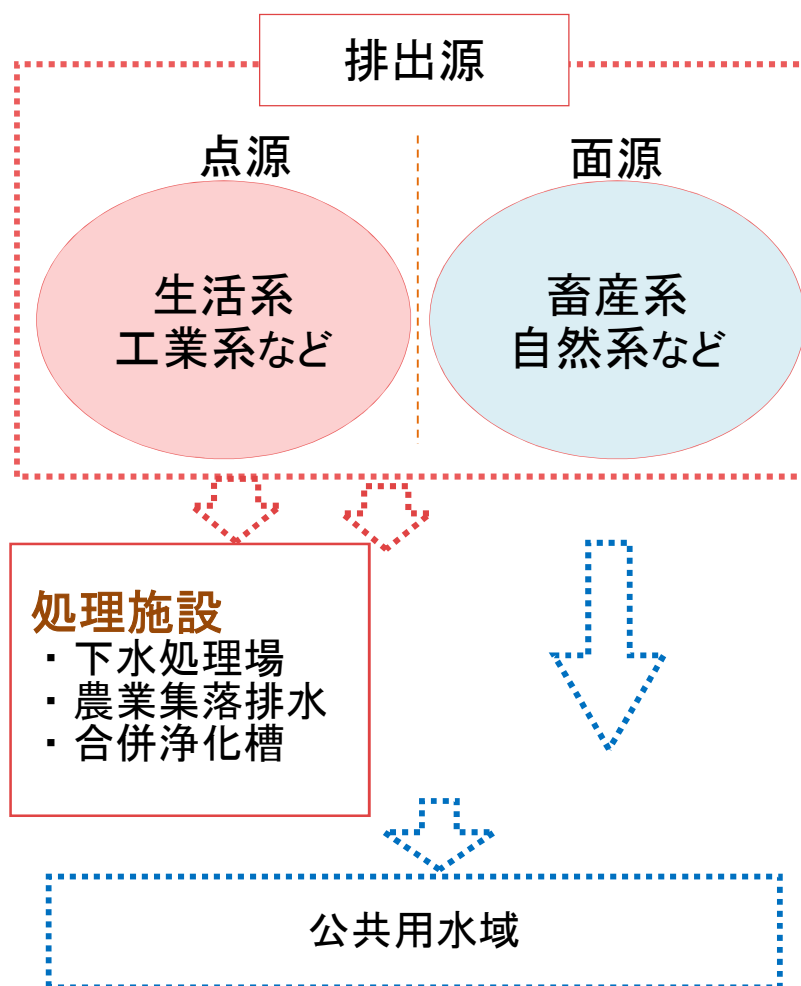 排出源
点源
面源
生活系
工業系など
畜産系
自然系など
処理施設
・下水処理場
・農業集落排水
・合併浄化槽
公共用水域